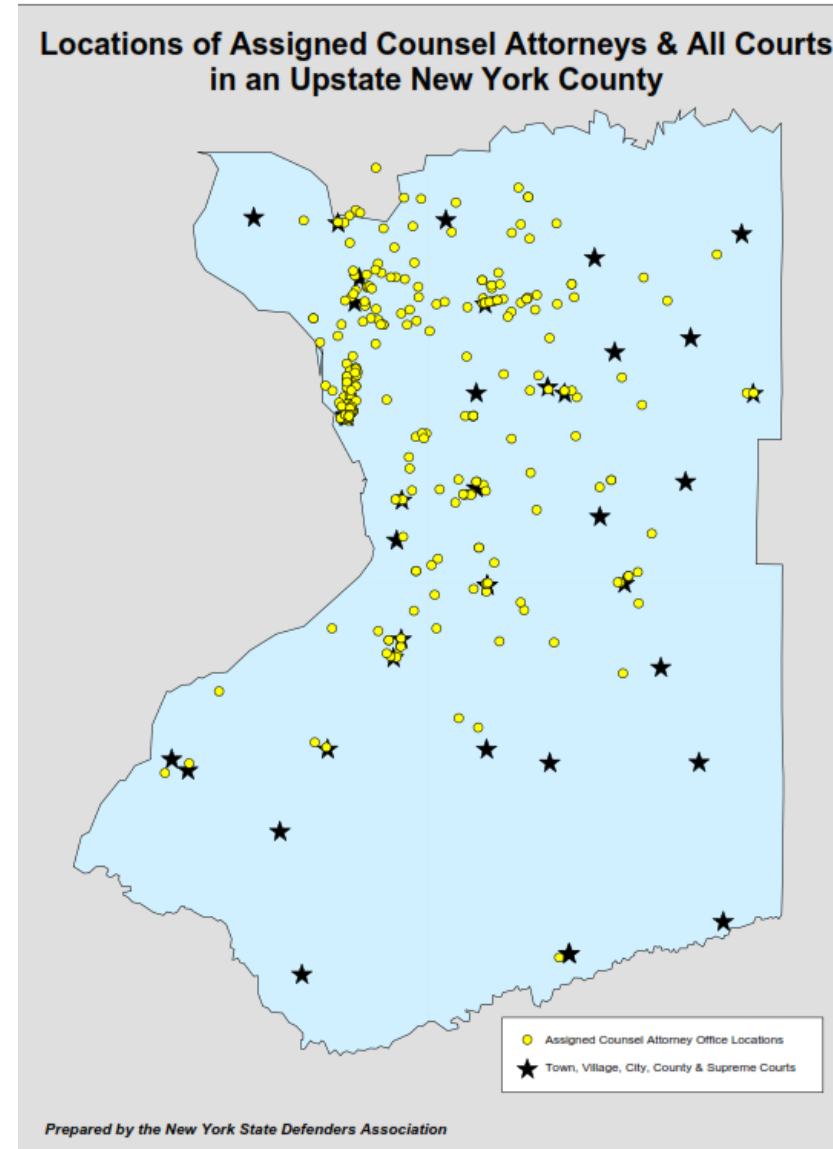 Locations of Assigned Counsel Attorneys & All Courts
in an Upstate New York County
Assigned Counsel Attorney Office Locations
Town, Village, City, County & Supreme Courts
Prepared by the New York State Defenders Association